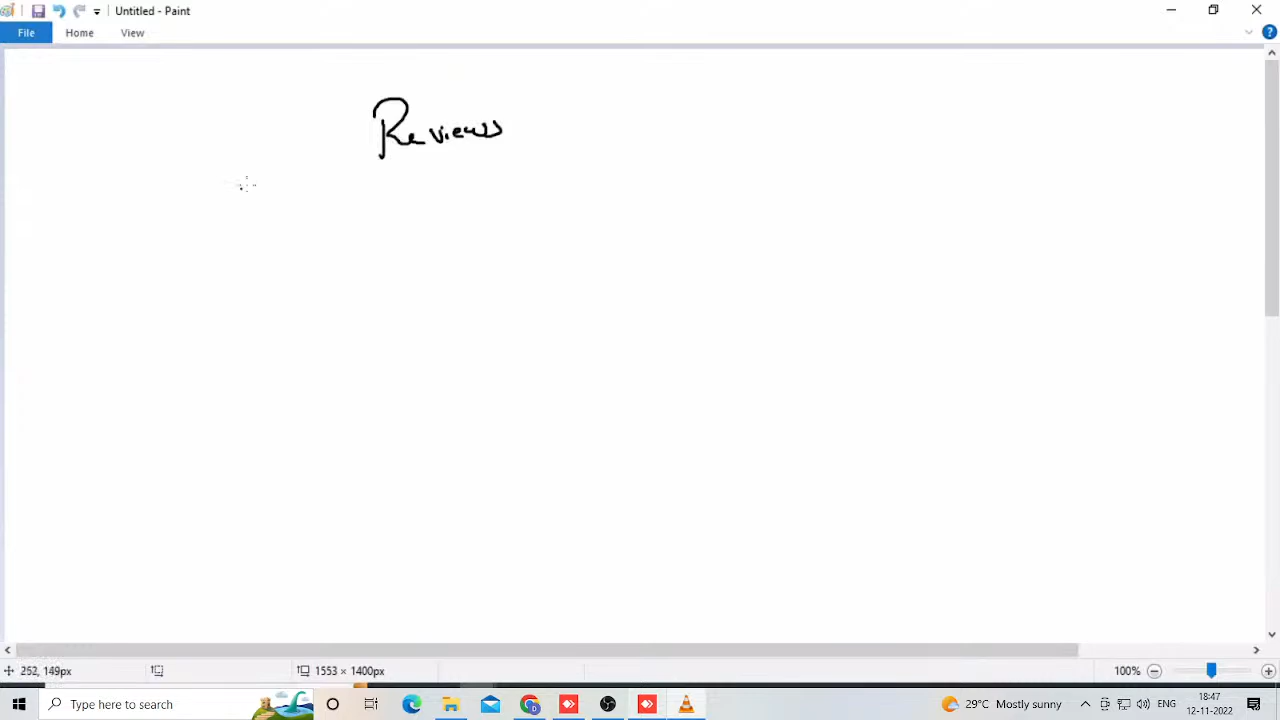 Untitled - Paint
File Home View
Reviews
252, 149px
1553 × 1400px
100%
Type here to search
29°C Mostly sunny
ENG
18:47
12-11-2022